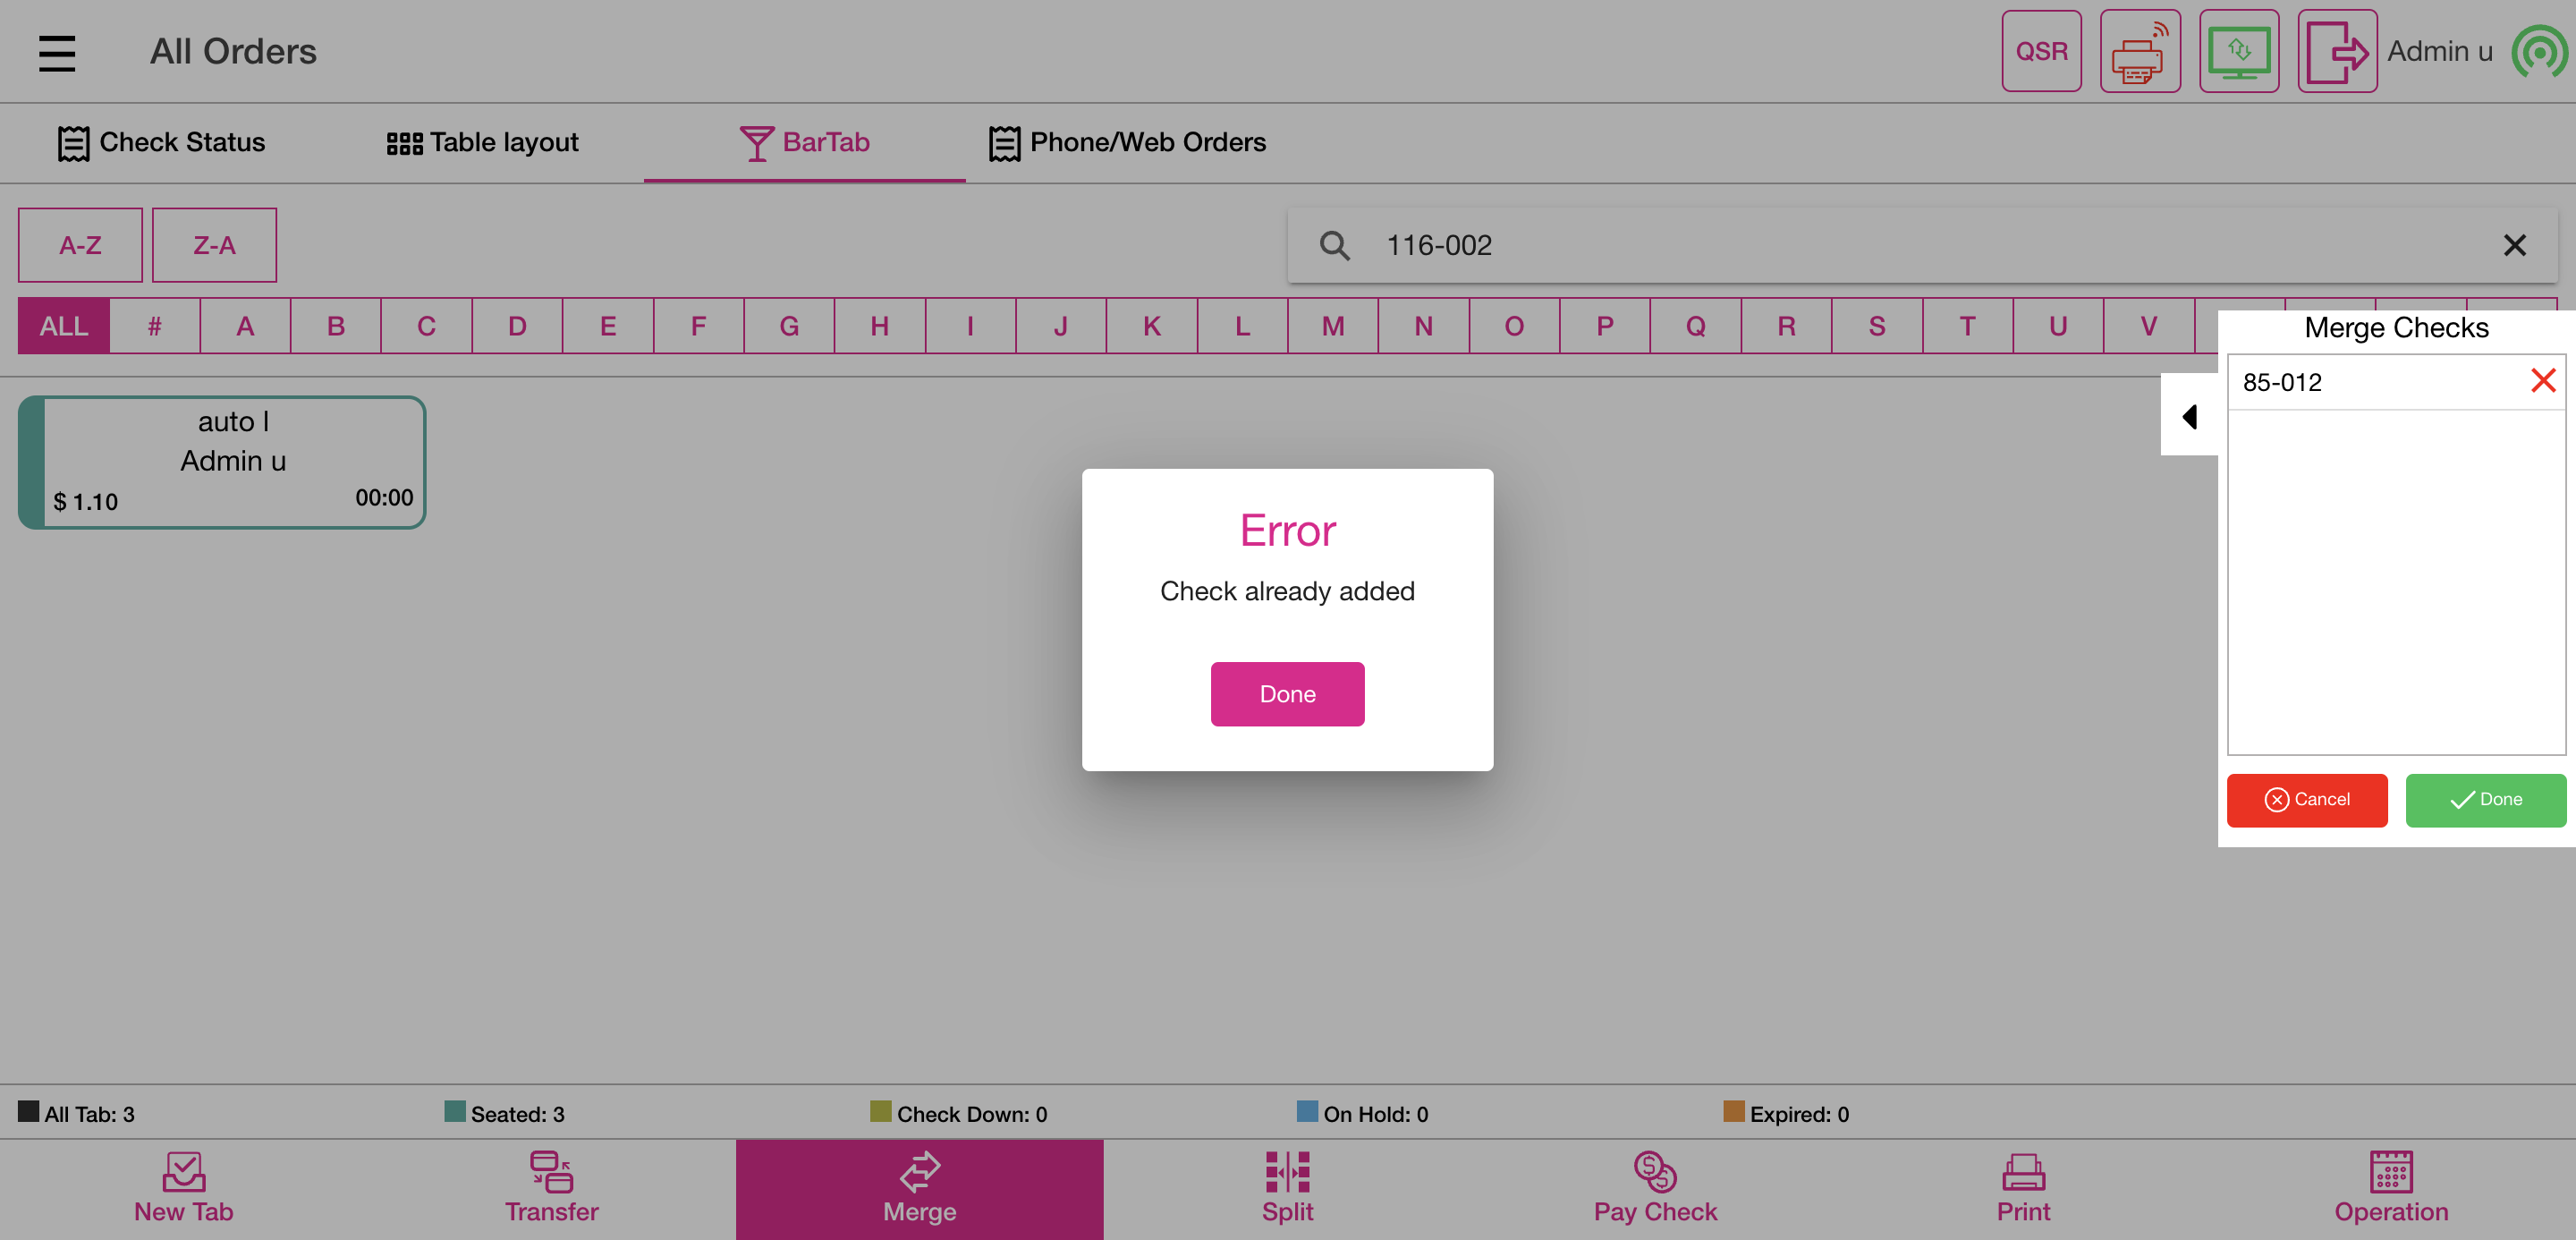 All Orders
QSR
Admin u
Check Status
Table layout
BarTab
Phone/Web Orders
A-Z
Z-A
116-002
ALL # A B C D E F G H I J K L M N O P Q R S T U V
Merge Checks
85-012
auto l
Admin u
$ 1.10
00:00
Error
Check already added
Done
Cancel
Done
All Tab: 3
Seated: 3
Check Down: 0
On Hold: 0
Expired: 0
New Tab
Transfer
Merge
Split
Pay Check
Print
Operation